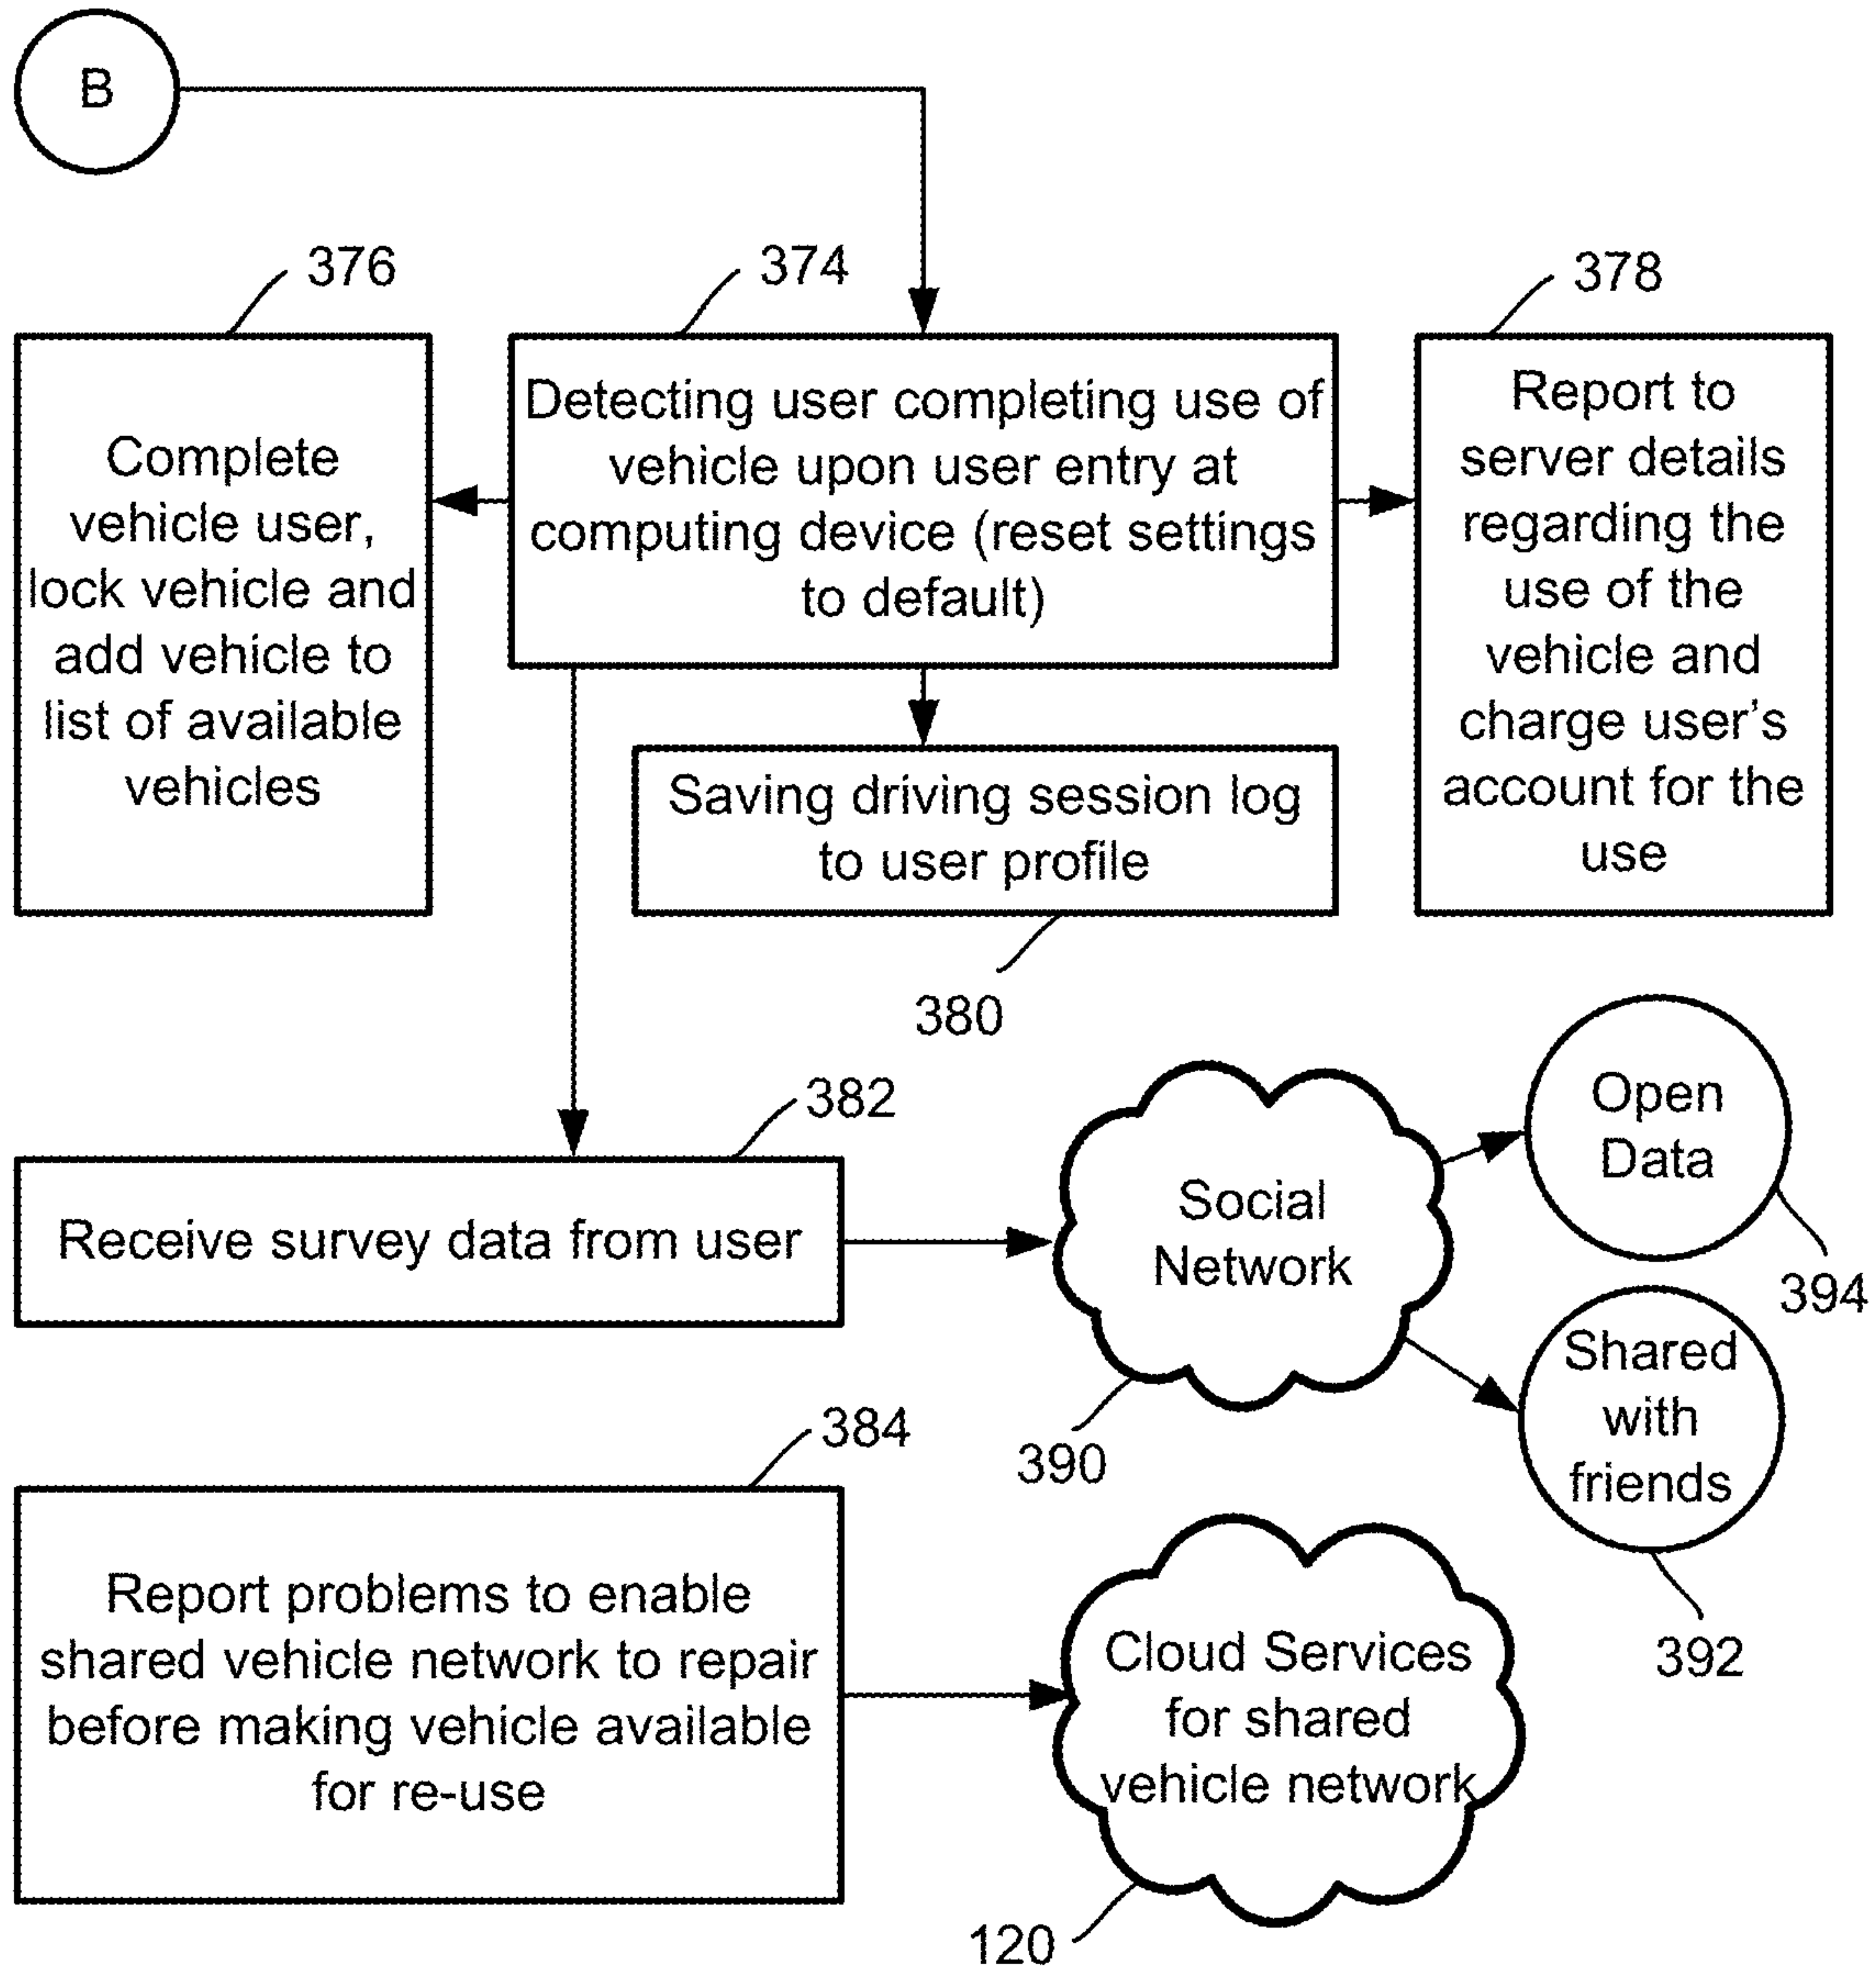 B
376
374
378
Complete
vehicle user,
lock vehicle and
add vehicle to
list of available
vehicles
Detecting user completing use of
vehicle upon user entry at
computing device (reset settings
to default)
Report to
server details
regarding the
use of the
vehicle and
charge user’s
account for the
use
Saving driving session log
to user profile
380
382
Receive survey data from user
Social
Network
390
Open
Data
394
Shared
with
friends
392
384
Report problems to enable
shared vehicle network to repair
before making vehicle available
for re-use
Cloud Services
for shared
vehicle network
120